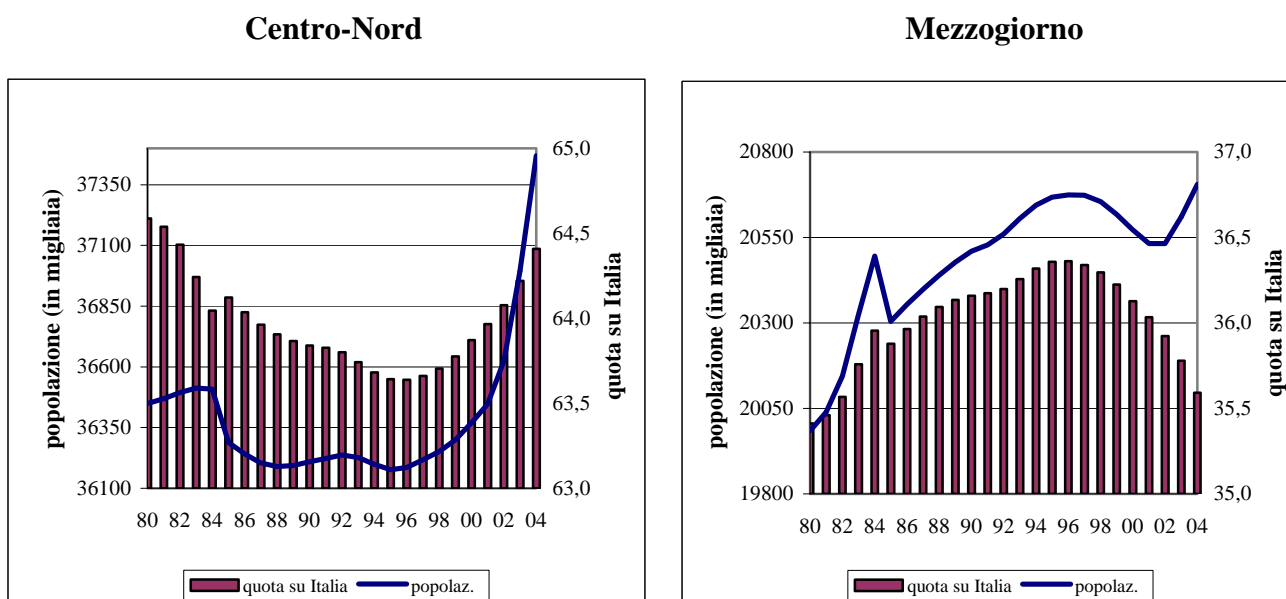 Centro-Nord
popolazione (in migliaia)
37350
37100
36850
36600
36350
36100
65,0
64,5
64,0
63,5
63,0
quota su Italia
80 82 84 86 88 90 92 94 96 98 00 02 04
quota su Italia popolaz.
Mezzogiorno
popolazione (in migliaia)
20800
20550
20300
20050
19800
37,0
36,5
36,0
35,5
35,0
quota su Italia
80 82 84 86 88 90 92 94 96 98 00 02 04
quota su Italia popolaz.